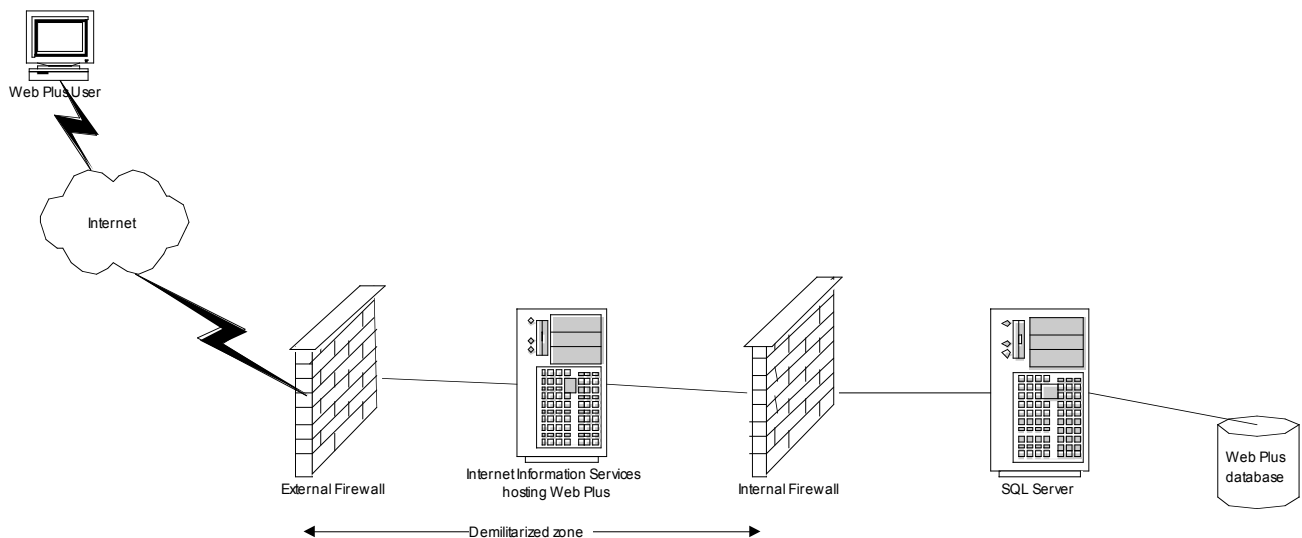 Web Plus User
Internet
External Firewall
Internet Information Services
hosting Web Plus
Internal Firewall
SQL Server
Web Plus
database
Demilitarized zone